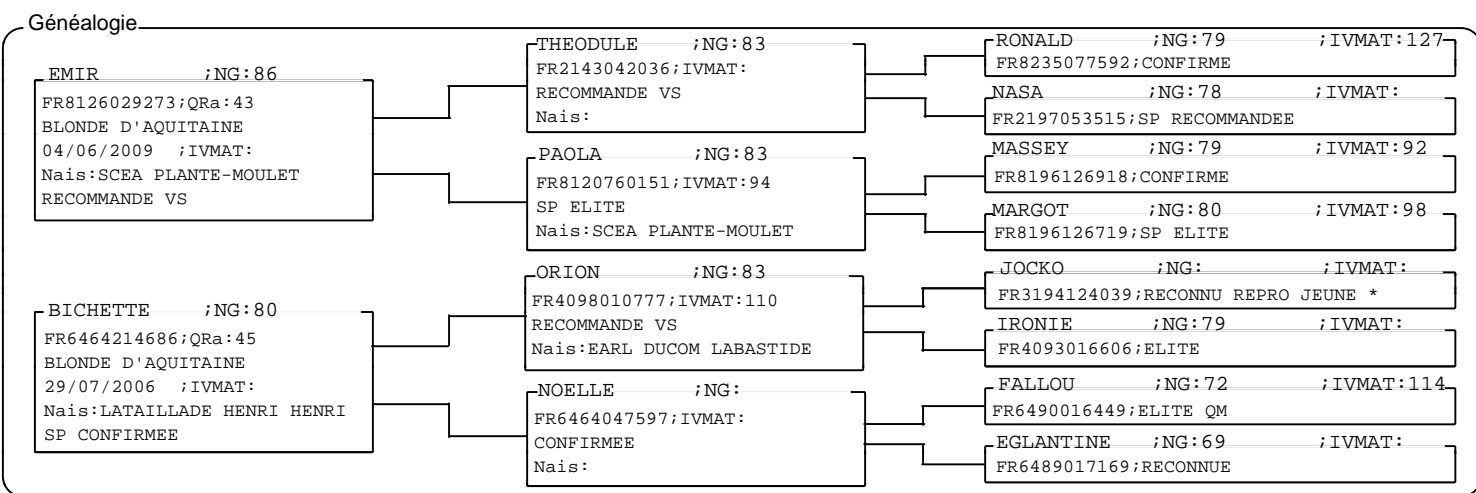 Généalogie
EMIR ;NG:86
FR8126029273;QRa:43
BLONDE D'AQUITAINE
04/06/2009 ;IVMAT:
Nais:SCEA PLANTE-MOULET
RECOMMANDE VS
BICHETTE ;NG:80
FR6464214686;QRa:45
BLONDE D'AQUITAINE
29/07/2006 ;IVMAT:
Nais:LATAILLADE HENRI HENRI
SP CONFIRMEE
THEODULE ;NG:83
FR2143042036;IVMAT:
RECOMMANDE VS
Nais:
PAOLA ;NG:83
FR8120760151;IVMAT:94
SP ELITE
Nais:SCEA PLANTE-MOULET
ORION ;NG:83
FR4098010777;IVMAT:110
RECOMMANDE VS
Nais:EARL DUCOM LABASTIDE
NOELLE ;NG:
FR6464047597;IVMAT:
CONFIRMEE
Nais:
RONALD ;NG:79 ;IVMAT:127
FR8235077592;CONFIRME
NASA ;NG:78 ;IVMAT:
FR2197053515;SP RECOMMANDEE
MASSEY ;NG:79 ;IVMAT:92
FR8196126918;CONFIRME
MARGOT ;NG:80 ;IVMAT:98
FR8196126719;SP ELITE
JOCKO ;NG: ;IVMAT:
FR3194124039;RECONNU REPRO JEUNE *
IRONIE ;NG:79 ;IVMAT:
FR4093016606;ELITE
FALLOU ;NG:72 ;IVMAT:114
FR6490016449;ELITE QM
EGLANTINE ;NG:69 ;IVMAT:
FR6489017169;RECONNUE